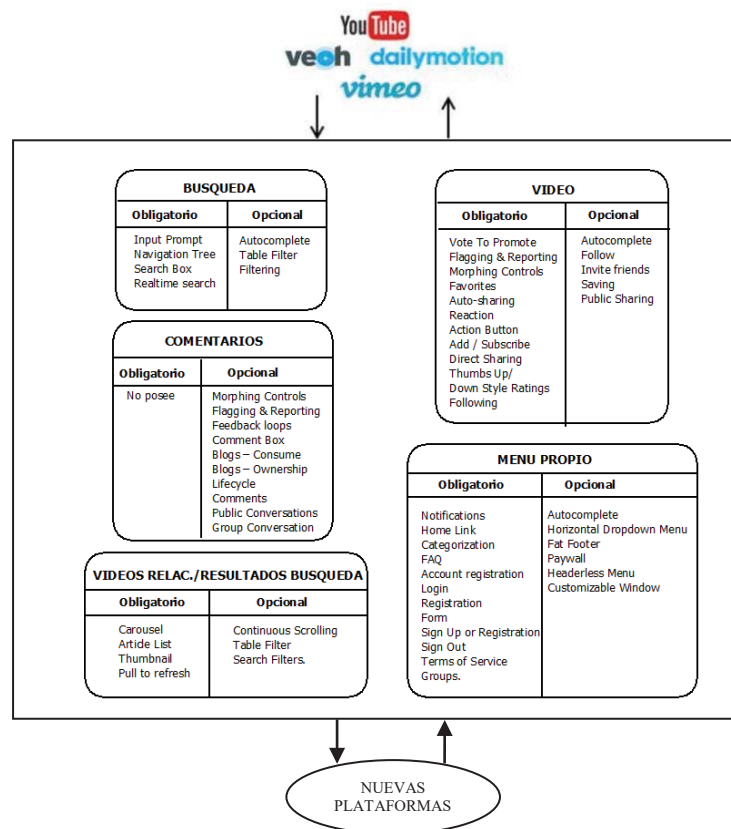 YouTube
veoh dailymotion
vimeo
BUSQUEDA
Obligatorio
Opcional
Input Prompt
Navigation Tree
Search Box
Realtime search
Autocomplete
Table Filter
Filtering
VIDEO
Obligatorio
Opcional
Vote To Promote
Flagging & Reporting
Morphing Controls
Favorites
Auto-sharing
Reaction
Action Button
Add / Subscribe
Direct Sharing
Thumbs Up/
Down Style Ratings
Following
Autocomplete
Follow
Invite friends
Saving
Public Sharing
COMENTARIOS
Obligatorio
Opcional
No posee
Morphing Controls
Flagging & Reporting
Feedback loops
Comment Box
Blogs – Consume
Blogs – Ownership
Lifecycle
Comments
Public Conversations
Group Conversation
MENU PROPIO
Obligatorio
Opcional
Notifications
Home Link
Categorization
FAQ
Account registration
Login
Registration
Form
Sign Up or Registration
Sign Out
Terms of Service
Groups.
Autocomplete
Horizontal Dropdown Menu
Fat Footer
Paywall
Headerless Menu
Customizable Window
VIDEOS RELAC./RESULTADOS BUSQUEDA
Obligatorio
Opcional
Carousel
Article List
Thumbnail
Pull to refresh
Continuous Scrolling
Table Filter
Search Filters.
NUEVAS
PLATAFORMAS